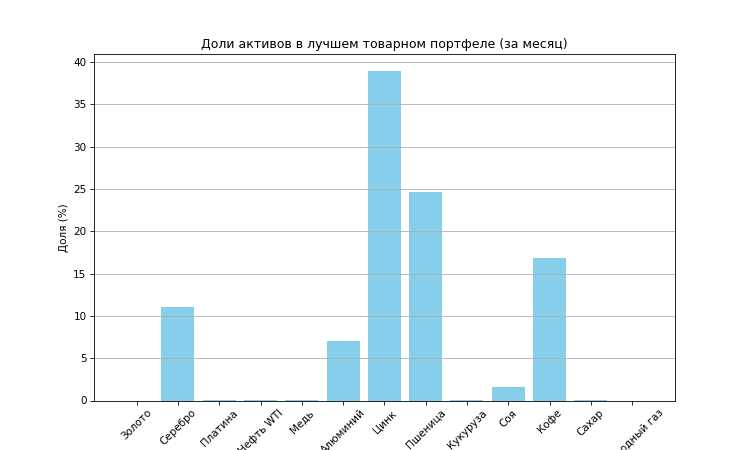 Доли активов в лучшем товарном портфеле (за месяц)
40
35
30
25
20
15
10
5
0
Доля (%)
Золото
Серебро
Платина
Нефть WTI
Медь
Алюминий
Цинк
Пшеница
Кукуруза
Соя
Кофе
Сахар
газ